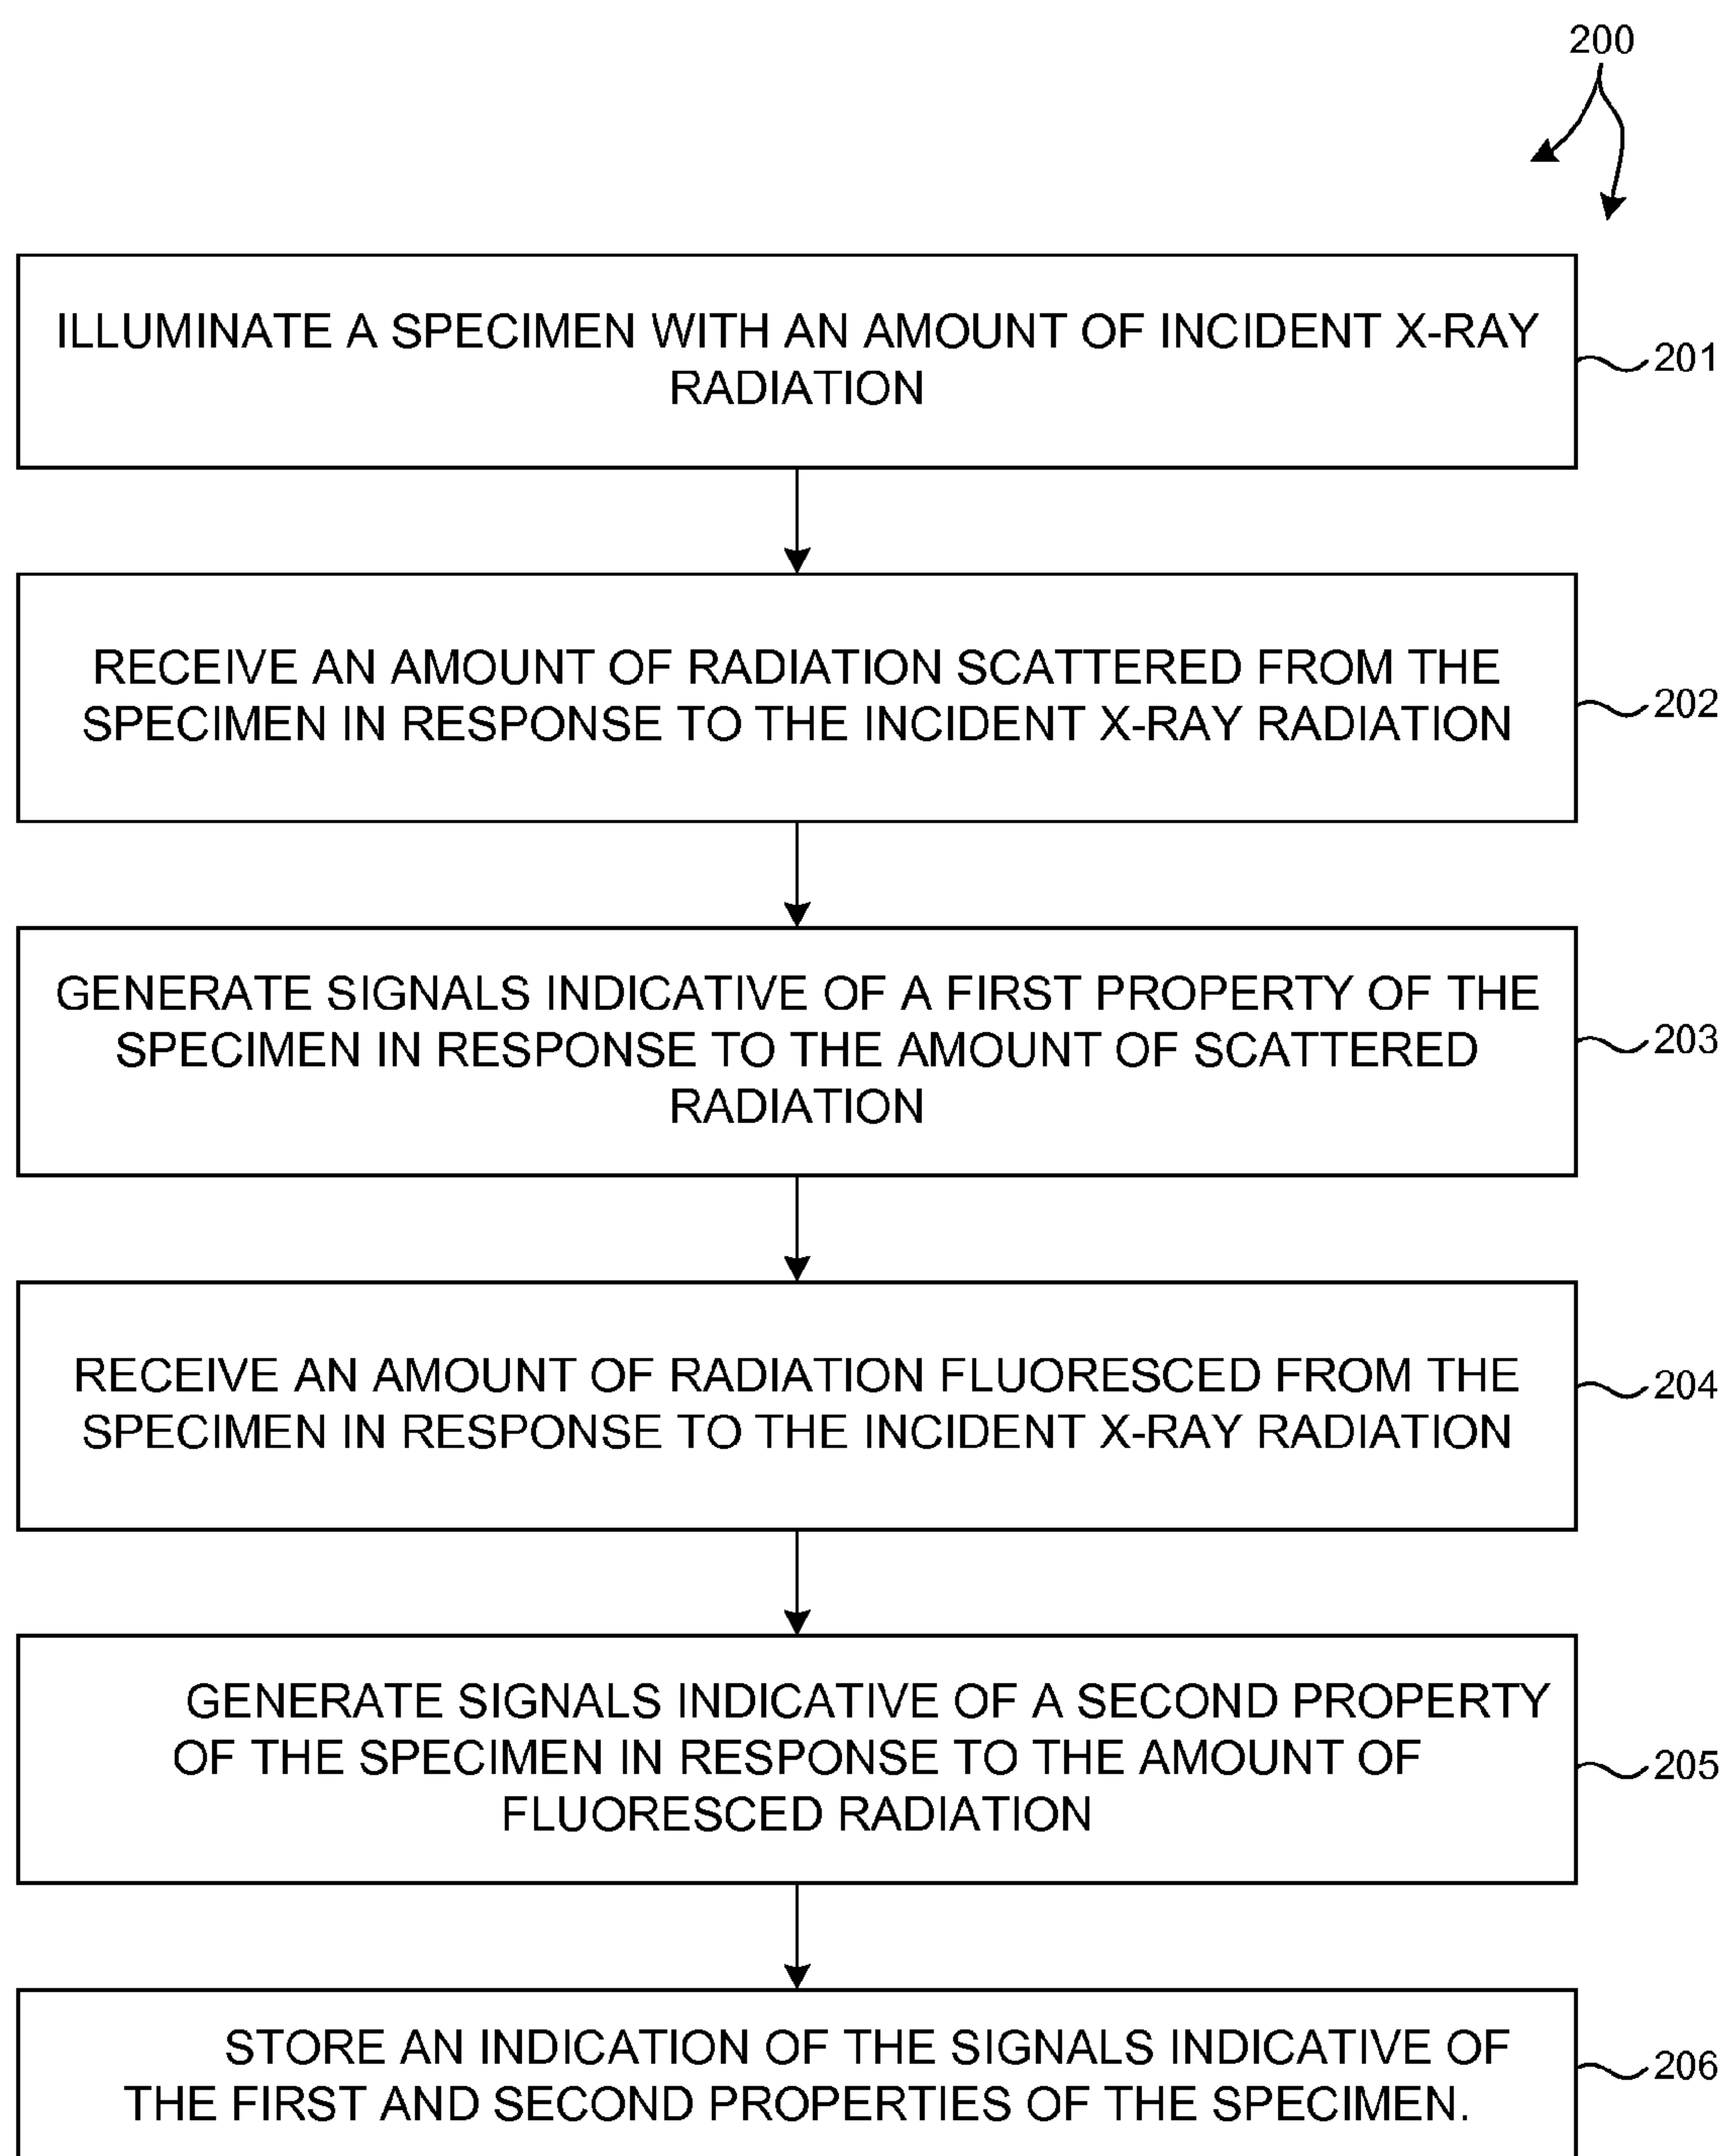 200
ILLUMINATE A SPECIMEN WITH AN AMOUNT OF INCIDENT X-RAY
RADIATION
201
RECEIVE AN AMOUNT OF RADIATION SCATTERED FROM THE
SPECIMEN IN RESPONSE TO THE INCIDENT X-RAY RADIATION
202
GENERATE SIGNALS INDICATIVE OF A FIRST PROPERTY OF THE
SPECIMEN IN RESPONSE TO THE AMOUNT OF SCATTERED
RADIATION
203
RECEIVE AN AMOUNT OF RADIATION FLUORESCED FROM THE
SPECIMEN IN RESPONSE TO THE INCIDENT X-RAY RADIATION
204
GENERATE SIGNALS INDICATIVE OF A SECOND PROPERTY
OF THE SPECIMEN IN RESPONSE TO THE AMOUNT OF
FLUORESCED RADIATION
205
STORE AN INDICATION OF THE SIGNALS INDICATIVE OF
THE FIRST AND SECOND PROPERTIES OF THE SPECIMEN.
206